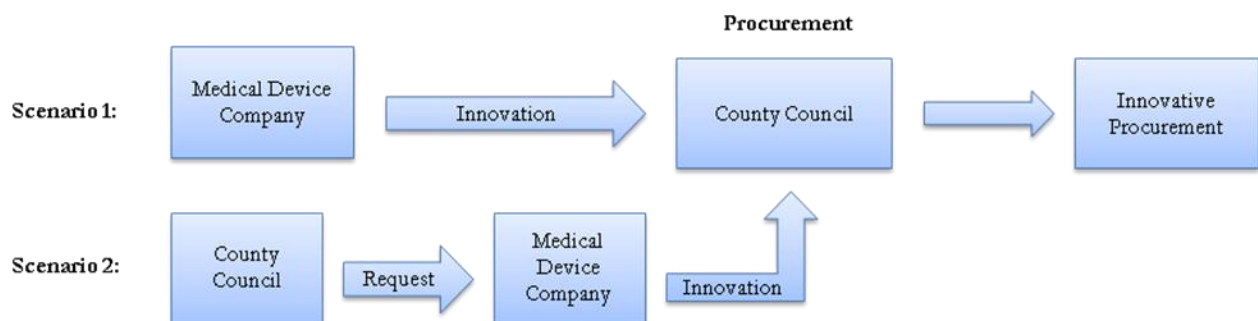 Procurement
Scenario 1:
Medical Device
Company
Innovation
County Council
Innovative
Procurement
Scenario 2:
County
Council
Request
Medical
Device
Company
Innovation